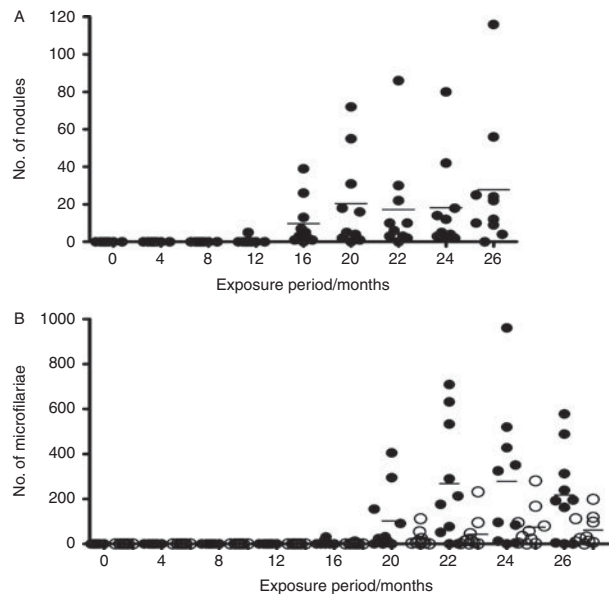 A
120
100
80
60
40
20
0
No. of nodules
0 4 8 12 16 20 22 24 26
Exposure period/months
B
1000
800
600
400
200
0
No. of microfilariae
0 4 8 12 16 20 22 24 26
Exposure period/months